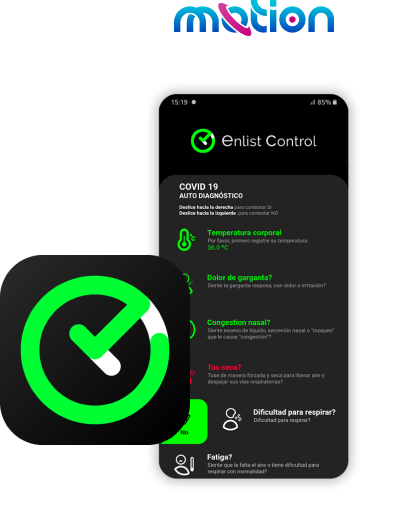 motion
15:19
85%
enlist Control
COVID 19
AUTO DIAGNÓSTICO
Deslice hacia la derecha para contestar SI
Deslice hacia la izquierda para contestar NO
Temperatura corporal
Por favor, primero registre su temperatura.
36.0 ºC
Dolor de garganta?
Siente la garganta rasposa, con dolor o irritación?
Congestion nasal?
Siente exceso de líquido, secreción nasal o "moqueo"
que le cause "congestión"?
Tos seca?
Tose de manera forzada y seca para liberar aire y
despejar sus vias respiratorias?
No
Dificultad para respirar?
Dificultad para respirar?
Fatiga?
Siente que le falta el aire o tiene dificultad para
respirar con normalidad?